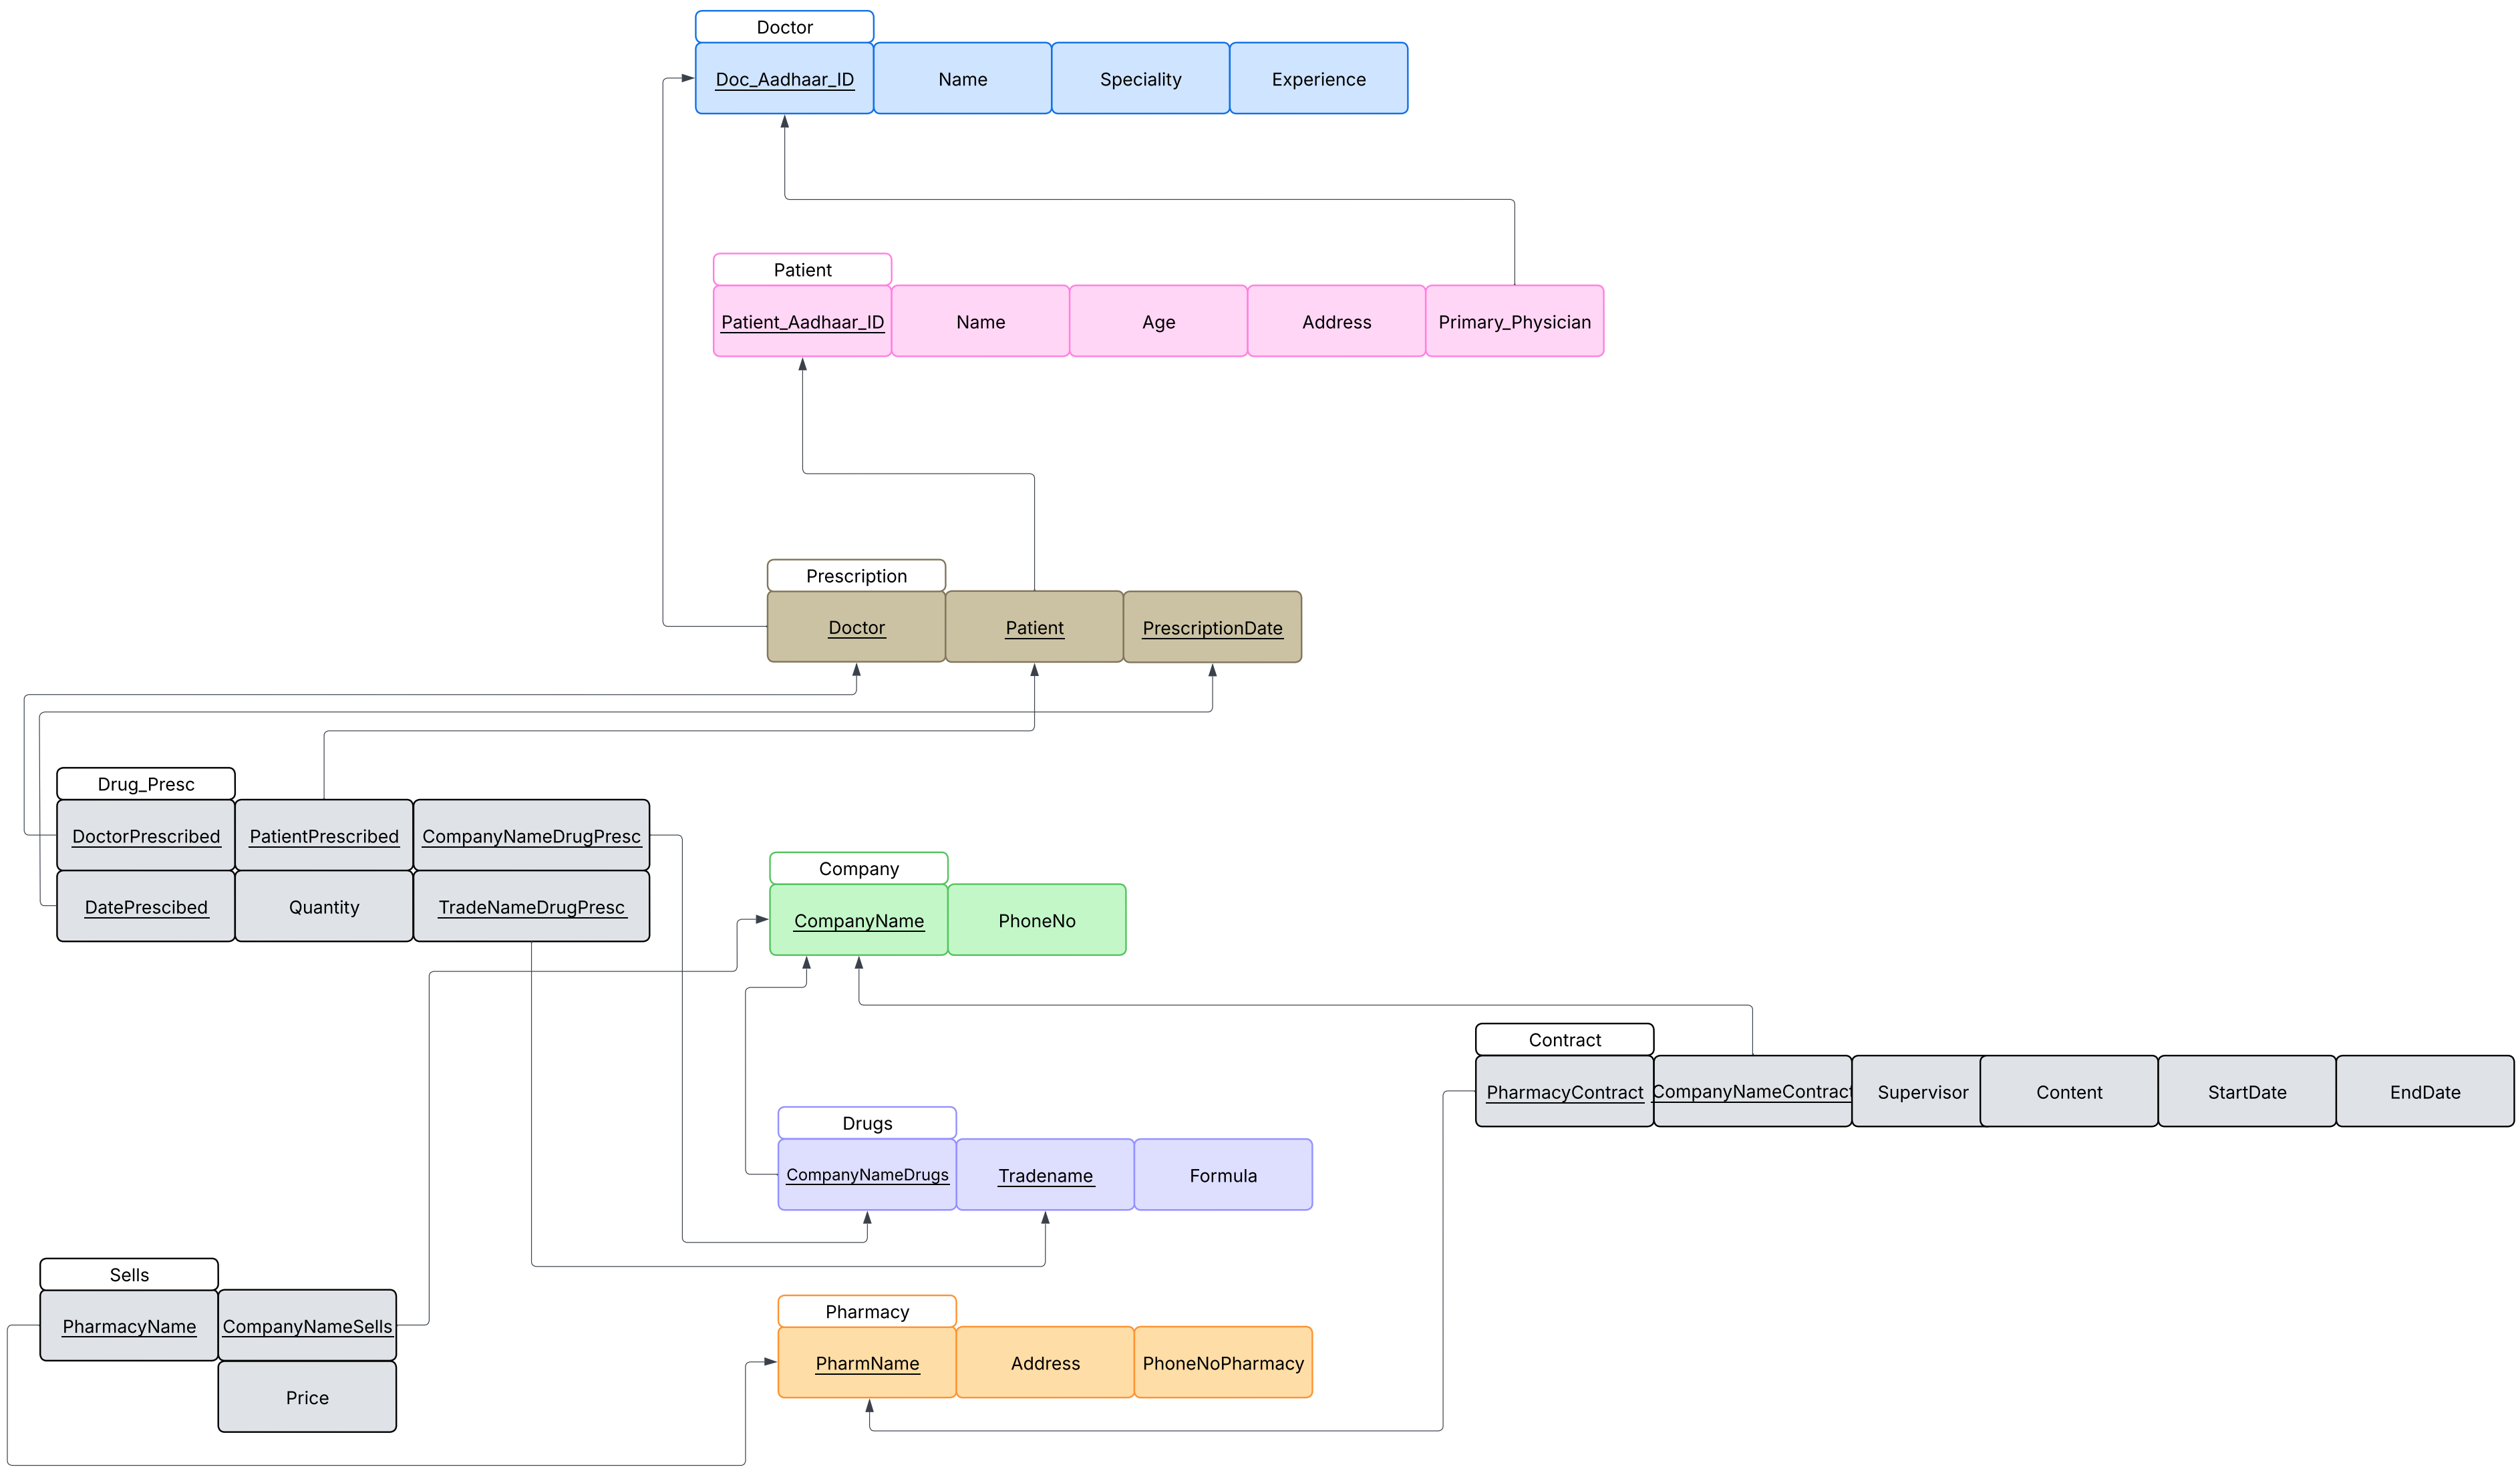 Doctor
Doc_Aadhaar_ID Name Speciality Experience
Patient
Patient_Aadhaar_ID Name Age Address Primary_Physician
Prescription
Doctor Patient PrescriptionDate
Drug_Presc
DoctorPrescribed PatientPrescribed CompanyNameDrugPresc
DatePrescibed Quantity TradeNameDrugPresc
Company
CompanyName PhoneNo
Contract
PharmacyContract CompanyNameContract Supervisor Content StartDate EndDate
Drugs
CompanyNameDrugs Tradename Formula
Sells
PharmacyName CompanyNameSells
Price
Pharmacy
PharmName Address PhoneNoPharmacy